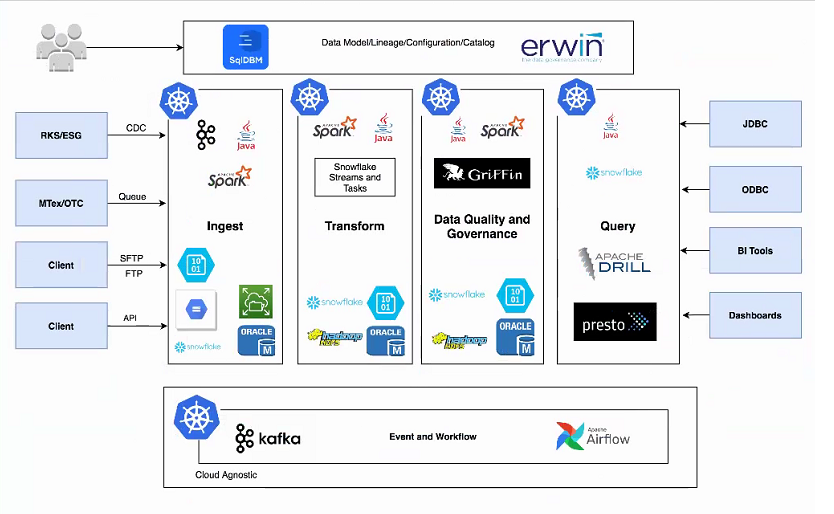 SqlDBM
Data Model/Lineage/Configuration/Catalog
erwin
RKS/ESG
CDC
MTex/OTC
Queue
Client
SFTP
FTP
Client
API
Java
APACHE
Spark
Ingest
10
01
snowflake
ORACLE
M
APACHE
Spark
Java
Snowflake
Streams and
Tasks
Transform
snowflake
10
01
hadoop
HDFS
ORACLE
M
Java
APACHE
Spark
GRIFFIN
Data Quality and
Governance
snowflake
10
01
hadoop
HDFS
ORACLE
M
Java
snowflake
Query
APACHE
DRILL
presto
JDBC
ODBC
BI Tools
Dashboards
kafka
Event and Workflow
Apache
Airflow
Cloud Agnostic